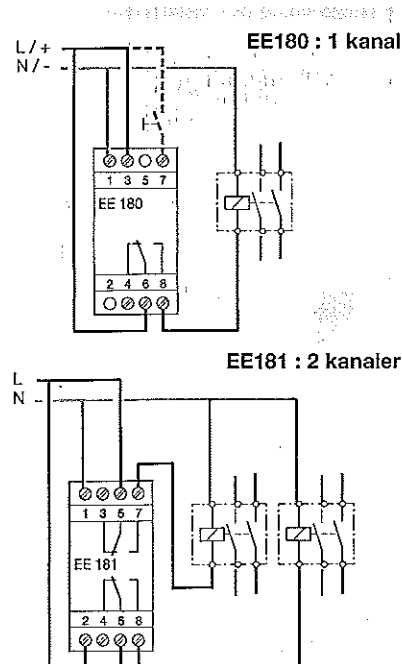 EE180 : 1 kanal
L / +
N / -
1 3 5 7
EE 180
2 4 6 8
EE181 : 2 kanaler
L
N
1 3 5 7
EE 181
2 4 6 8